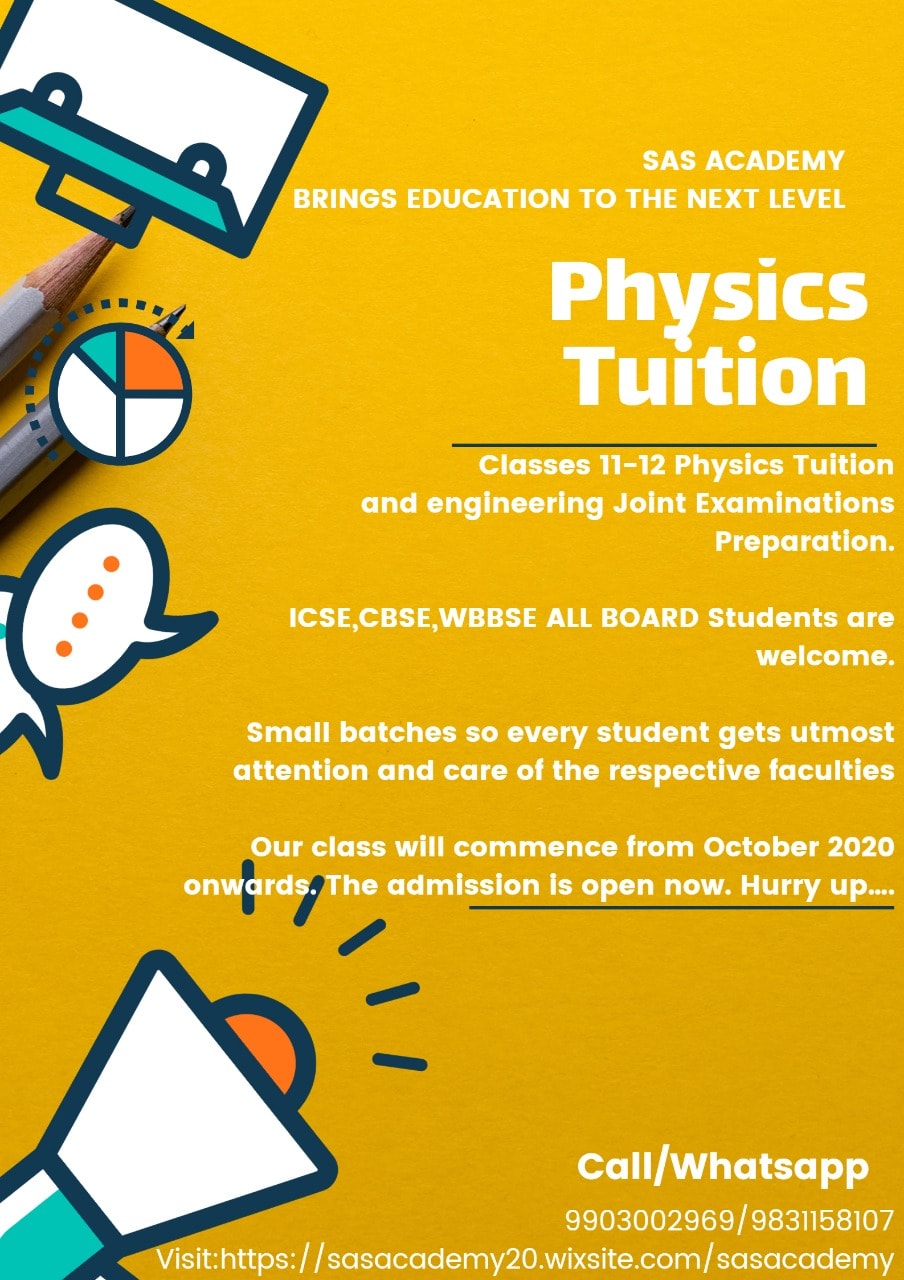 SAS ACADEMY
BRINGS EDUCATION TO THE NEXT LEVEL
Physics
Tuition
Classes 11-12 Physics Tuition
and engineering Joint Examinations
Preparation.
ICSE,CBSE,WBBSE ALL BOARD Students are
welcome.
Small batches so every student gets utmost
attention and care of the respective faculties
Our class will commence from October 2020
onwards. The admission is open now. Hurry up....
Call/Whatsapp
9903002969/9831158107
Visit:https://sasacademy20.wixsite.com/sasacademy